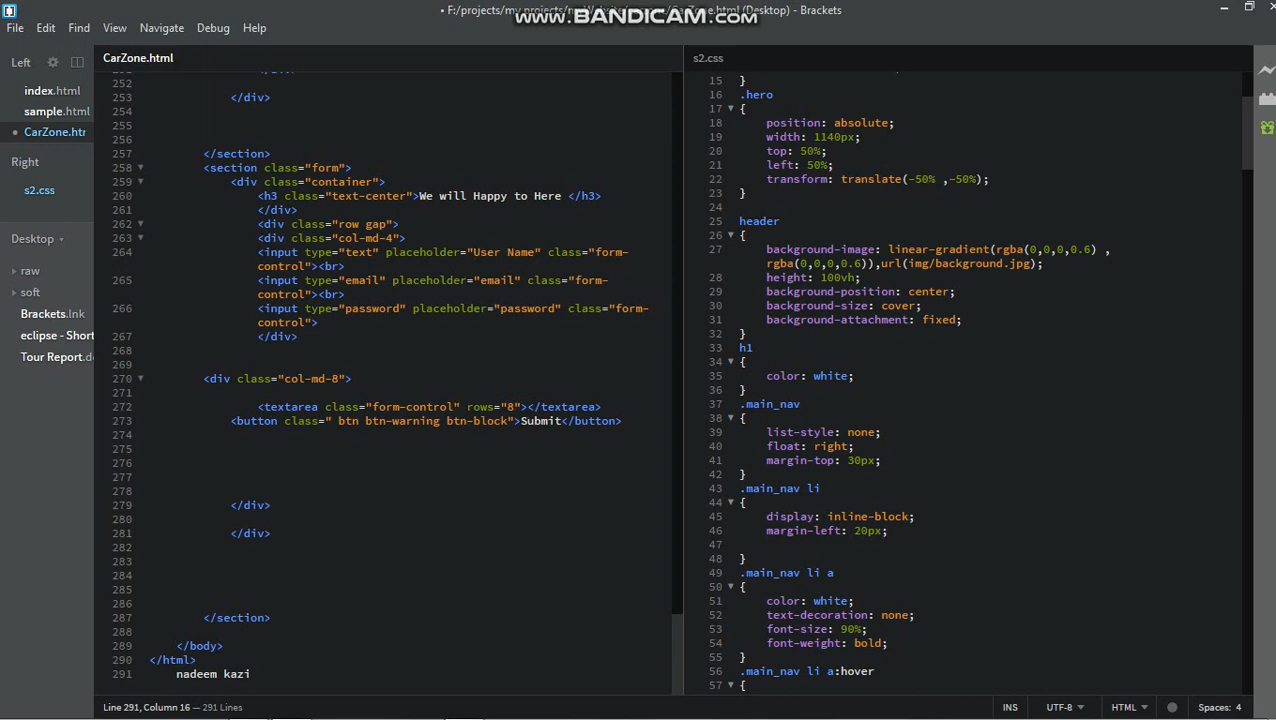 • F:/projects/my projects/my Website/CarZone.html (Desktop) - Brackets
www.BANDICAM.com
File Edit Find View Navigate Debug Help
Left
index.html
sample.html
• CarZone.htr
Right
s2.css
Desktop
raw
soft
Brackets.lnk
eclipse - Short
Tour Report.d
CarZone.html
252
253 </div>
254
255
256
257 </section>
258 <section class="form">
259 <div class="container">
260 <h3 class="text-center">We will Happy to Here </h3>
261 </div>
262 <div class="row gap">
263 <div class="col-md-4">
264 <input type="text" placeholder="User Name" class="form-
control"><br>
265 <input type="email" placeholder="email" class="form-
control"><br>
266 <input type="password" placeholder="password" class="form-
control">
267 </div>
268
269
270 <div class="col-md-8">
271
272 <textarea class="form-control" rows="8"></textarea>
273 <button class=" btn btn-warning btn-block">Submit</button>
274
275
276
277
278
279 </div>
280
281 </div>
282
283
284
285
286
287 </section>
288
289 </body>
290 </html>
291 nadeem kazi
s2.css
15 }
16 .hero
17 {
18 position: absolute;
19 width: 1140px;
20 top: 50%;
21 left: 50%;
22 transform: translate(-50% ,-50%);
23 }
24
25 header
26 {
27 background-image: linear-gradient(rgba(0,0,0,0.6) ,
rgba(0,0,0,0.6)),url(img/background.jpg);
28 height: 100vh;
29 background-position: center;
30 background-size: cover;
31 background-attachment: fixed;
32 }
33 h1
34 {
35 color: white;
36 }
37 .main_nav
38 {
39 list-style: none;
40 float: right;
41 margin-top: 30px;
42 }
43 .main_nav li
44 {
45 display: inline-block;
46 margin-left: 20px;
47
48 }
49 .main_nav li a
50 {
51 color: white;
52 text-decoration: none;
53 font-size: 90%;
54 font-weight: bold;
55 }
56 .main_nav li a:hover
57 {
Line 291, Column 16 — 291 Lines
INS UTF-8 HTML Spaces: 4